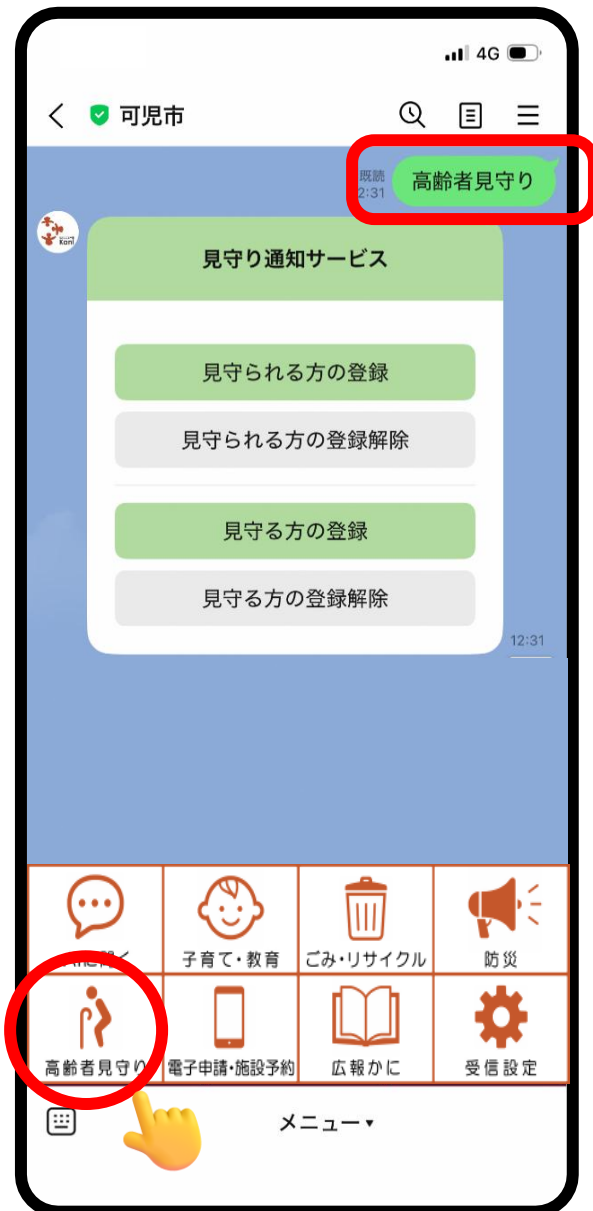 4G
可児市
高齢者見守り
既読
2:31
Kani
見守り通知サービス
見守られる方の登録
見守られる方の登録解除
見守る方の登録
見守る方の登録解除
12:31
子育て・教育
ごみ・リサイクル
防災
高齢者見守り
電子申請・施設予約
広報かに
受信設定
メニュー▾